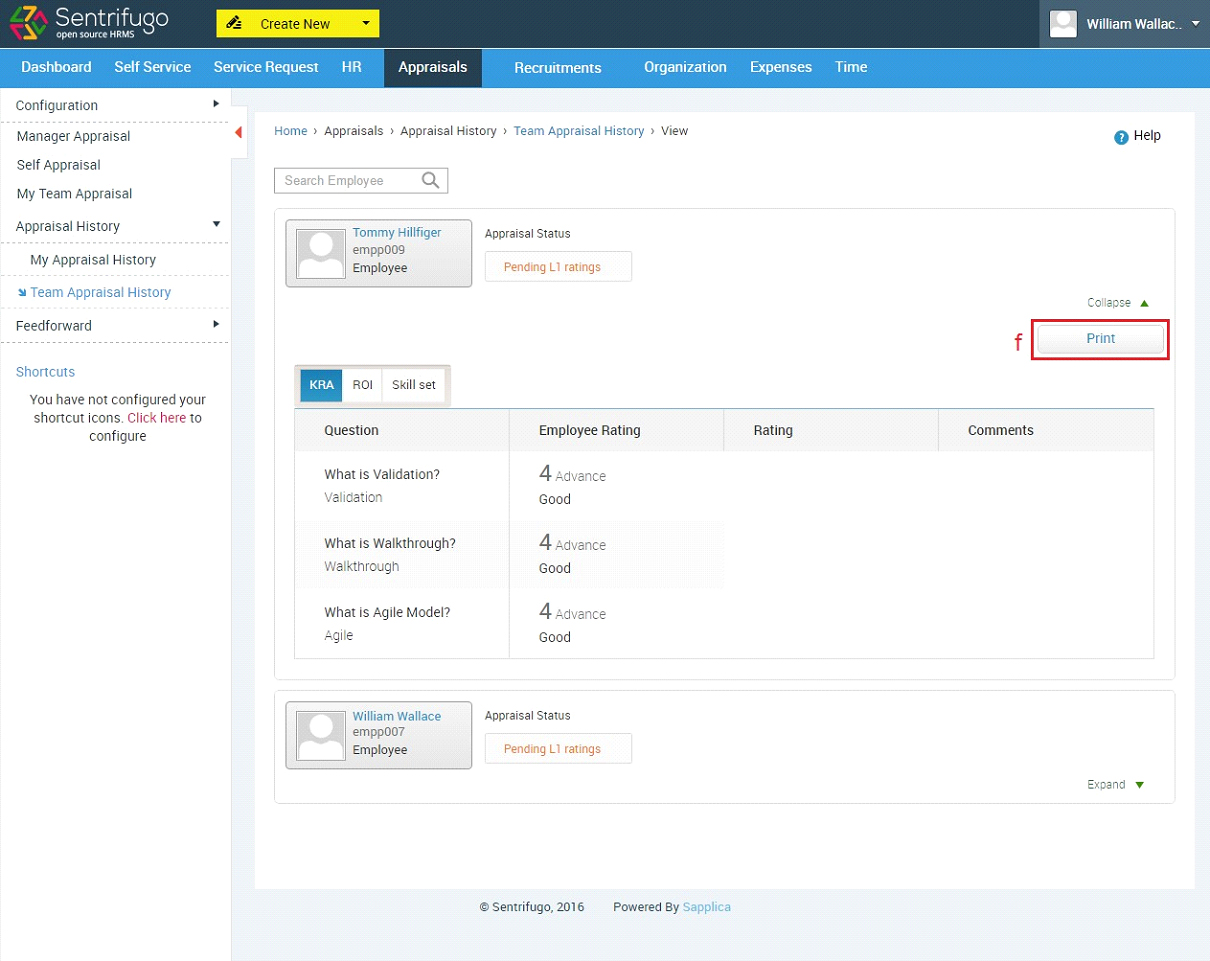 Sentrifugo
open source HRMS
Create New
William Wallac..
Dashboard Self Service Service Request HR Appraisals Recruitments Organization Expenses Time
Configuration
Manager Appraisal
Self Appraisal
My Team Appraisal
Appraisal History
My Appraisal History
Team Appraisal History
Feedforward
Shortcuts
You have not configured your
shortcut icons. Click here to
configure
Home › Appraisals › Appraisal History › Team Appraisal History › View
? Help
Search Employee
Tommy Hillfiger
empp009
Employee
Appraisal Status
Pending L1 ratings
Collapse
f
Print
KRA ROI Skill set
Question Employee Rating Rating Comments
What is Validation? 4 Advance
Validation Good
What is Walkthrough? 4 Advance
Walkthrough Good
What is Agile Model? 4 Advance
Agile Good
William Wallace
empp007
Employee
Appraisal Status
Pending L1 ratings
Expand
© Sentrifugo, 2016 Powered By Sapplica